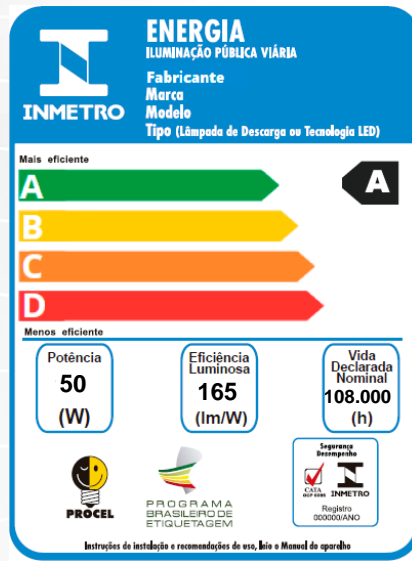 ENERGIA
ILUMINAÇÃO PÚBLICA VIÁRIA
INMETRO
Fabricante
Marca
Modelo
Tipo (Lâmpada de Descarga ou Tecnologia LED)
Mais eficiente
A
A
B
C
D
Menos eficiente
Potência
50
(W)
Eficiência
Luminosa
165
(lm/W)
Vida
Declarada
Nominal
108.000
(h)
PROCEL
PROGRAMA
BRASILEIRO DE
ETIQUETAGEM
Segurança
Desempenho
CATA
INMETRO
Registro
000000/ANO
Instruções de instalação e recomendações de uso, leio o Manual do aparelho